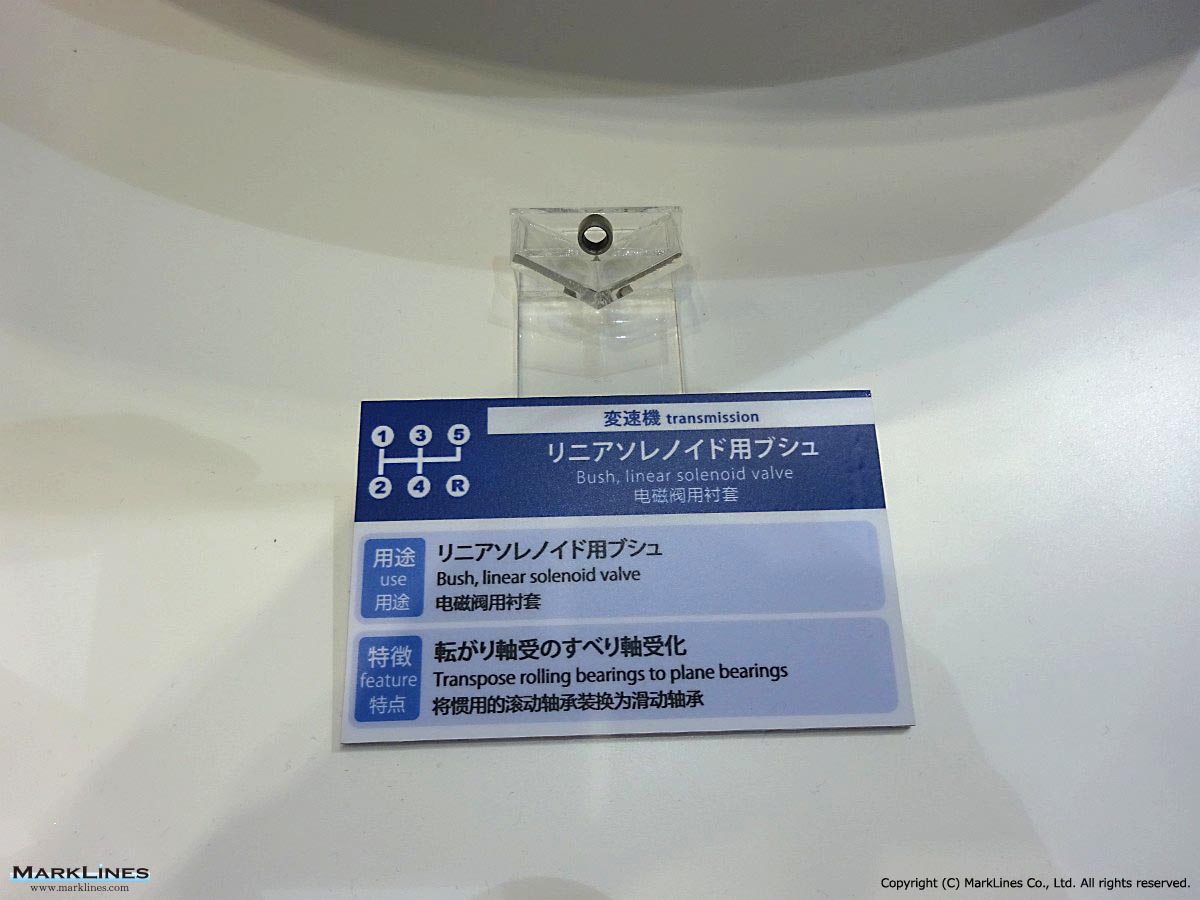 変速機 transmission
1 3 5
2 4 R
リニアソレノイド用ブシュ
Bush, linear solenoid valve
电磁阀用衬套
用途
use
用途
リニアソレノイド用ブシュ
Bush, linear solenoid valve
电磁阀用衬套
特徴
feature
特点
転がり軸受のすべり軸受化
Transpose rolling bearings to plane bearings
将惯用的滚动轴承装换为滑动轴承
MARKLINES
www.marklines.com
Copyright (C) MarkLines Co., Ltd. All rights reserved.